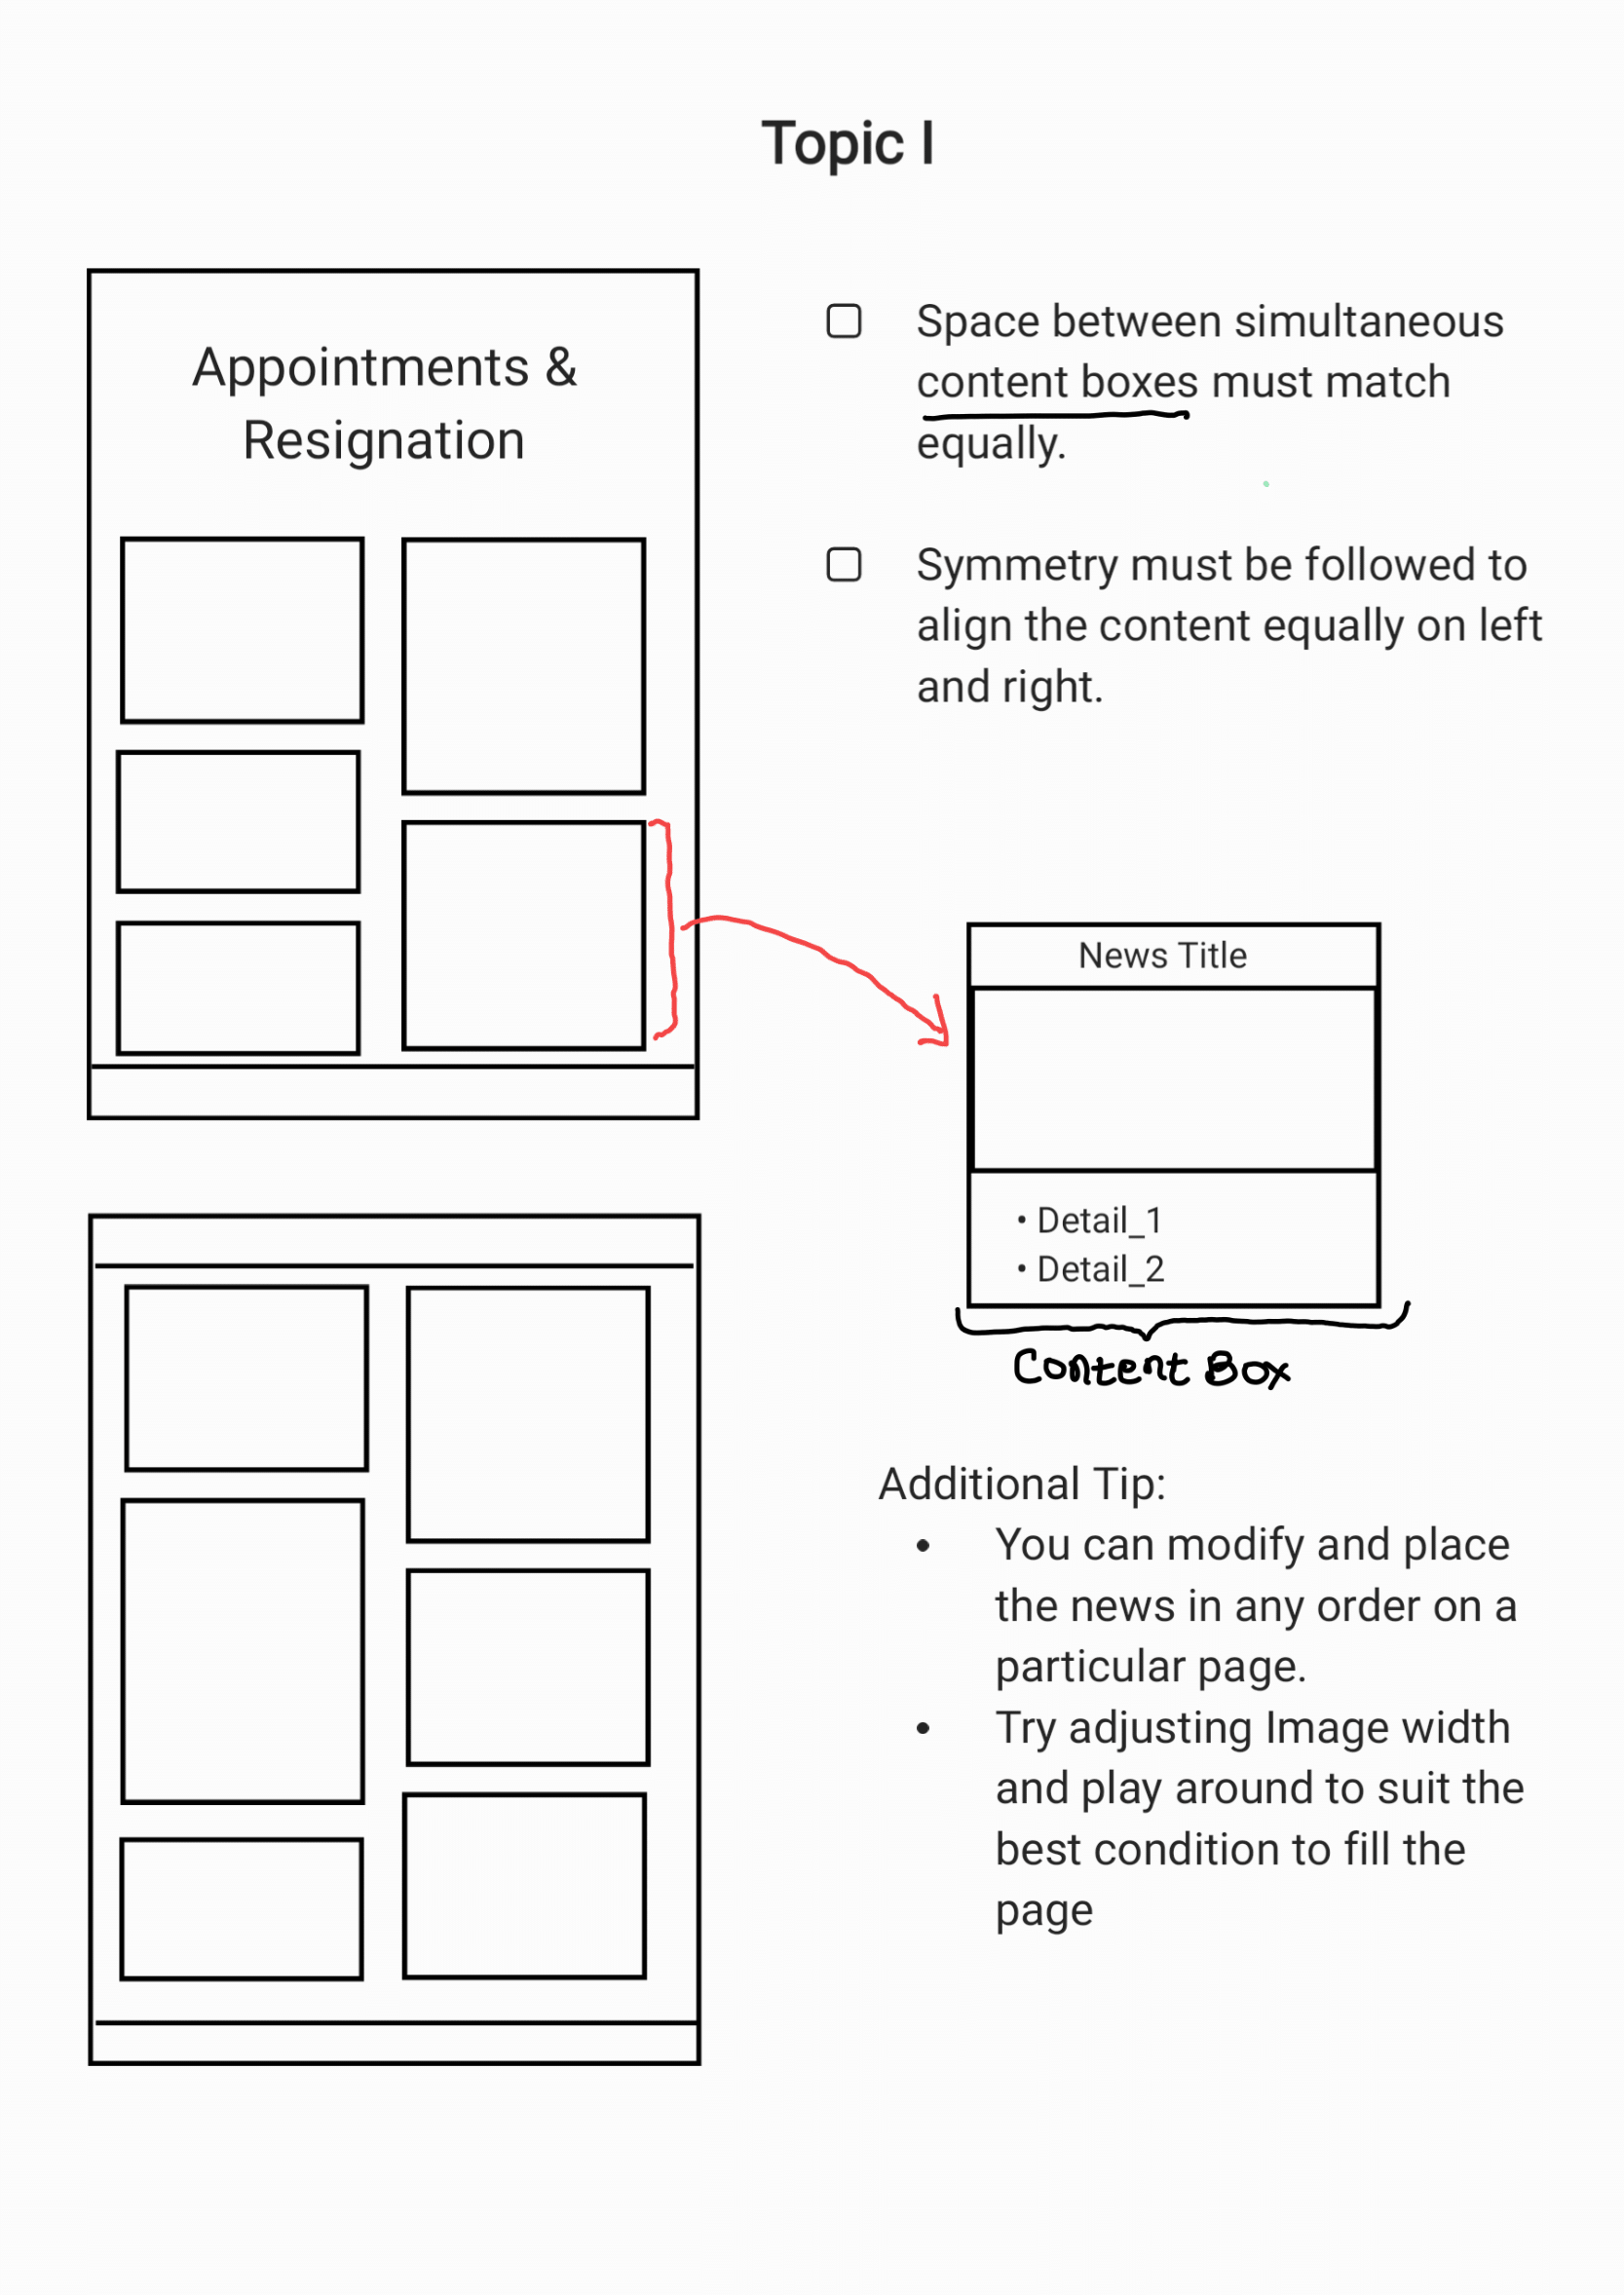 Topic I
Appointments &
Resignation
Space between simultaneous
content boxes must match
equally.
Symmetry must be followed to
align the content equally on left
and right.
News Title
• Detail_1
• Detail_2
Content Box
Additional Tip:
• You can modify and place
the news in any order on a
particular page.
• Try adjusting Image width
and play around to suit the
best condition to fill the
page